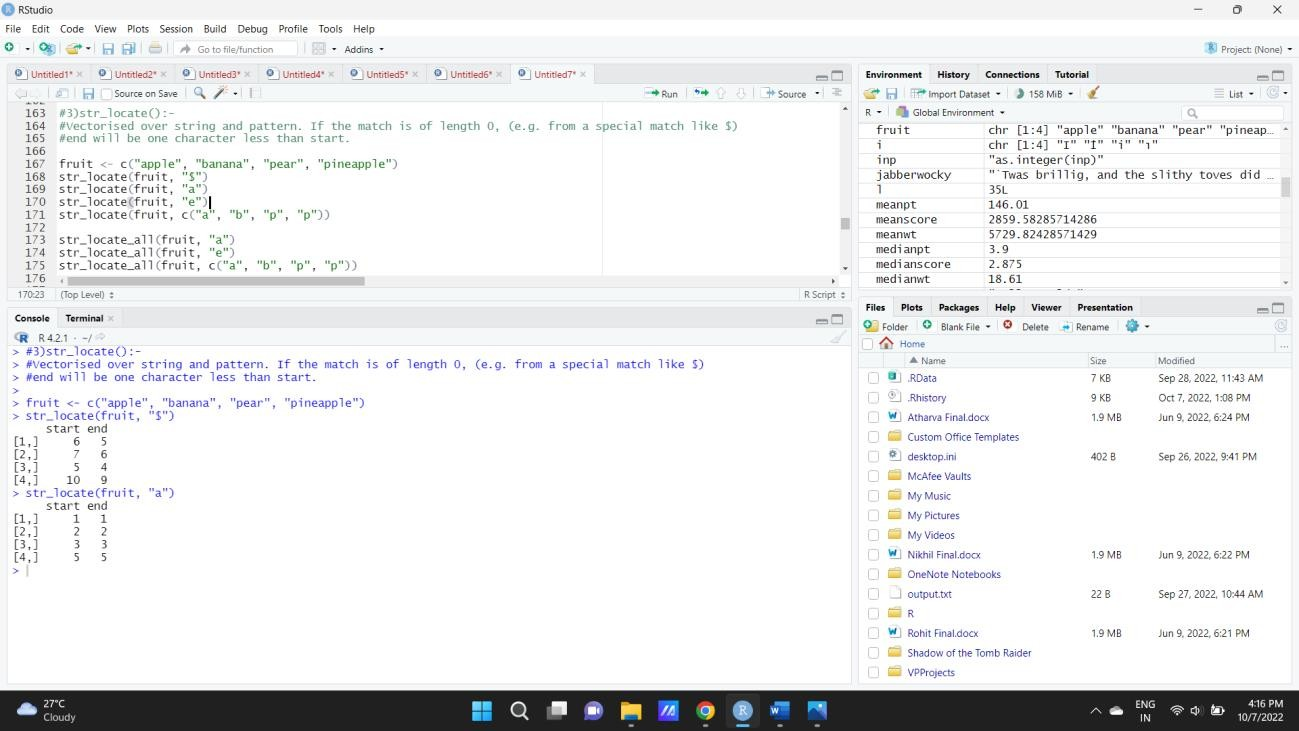 RStudio
File Edit Code View Plots Session Build Debug Profile Tools Help
Go to file/function Addins Project: (None)
Untitled1* Untitled2* Untitled3* Untitled4* Untitled5* Untitled6* Untitled7*
Source on Save Run Source
163 #3)str_locate():-
164 #Vectorised over string and pattern. If the match is of length 0, (e.g. from a special match like $)
165 #end will be one character less than start.
166
167 fruit <- c("apple", "banana", "pear", "pineapple")
168 str_locate(fruit, "$")
169 str_locate(fruit, "a")
170 str_locate(fruit, "e")
171 str_locate(fruit, c("a", "b", "p", "p"))
172
173 str_locate_all(fruit, "a")
174 str_locate_all(fruit, "e")
175 str_locate_all(fruit, c("a", "b", "p", "p"))
176
170:23 (Top Level) R Script
Console Terminal
R 4.2.1 · ~/
> #3)str_locate():-
> #Vectorised over string and pattern. If the match is of length 0, (e.g. from a special match like $)
> #end will be one character less than start.
>
> fruit <- c("apple", "banana", "pear", "pineapple")
> str_locate(fruit, "$")
start end
[1,] 6 5
[2,] 7 6
[3,] 5 4
[4,] 10 9
> str_locate(fruit, "a")
start end
[1,] 1 1
[2,] 2 2
[3,] 3 3
[4,] 5 5
>
Environment History Connections Tutorial
Import Dataset 158 MiB List
R Global Environment
fruit chr [1:4] "apple" "banana" "pear" "pineap…
i chr [1:4] "I" "İ" "i" "ı"
inp "as.integer(inp)"
jabberwocky "`Twas brillig, and the slithy toves did …
l 35L
meanpt 146.01
meanscore 2859.58285714286
meanwt 5729.82428571429
medianpt 3.9
medianscore 2.875
medianwt 18.61
Files Plots Packages Help Viewer Presentation
Folder Blank File Delete Rename
Home
Name Size Modified
.RData 7 KB Sep 28, 2022, 11:43 AM
.Rhistory 9 KB Oct 7, 2022, 1:08 PM
Atharva Final.docx 1.9 MB Jun 9, 2022, 6:24 PM
Custom Office Templates
desktop.ini 402 B Sep 26, 2022, 9:41 PM
McAfee Vaults
My Music
My Pictures
My Videos
Nikhil Final.docx 1.9 MB Jun 9, 2022, 6:22 PM
OneNote Notebooks
output.txt 22 B Sep 27, 2022, 10:44 AM
R
Rohit Final.docx 1.9 MB Jun 9, 2022, 6:21 PM
Shadow of the Tomb Raider
VPProjects
27°C
Cloudy
ENG
IN
4:16 PM
10/7/2022